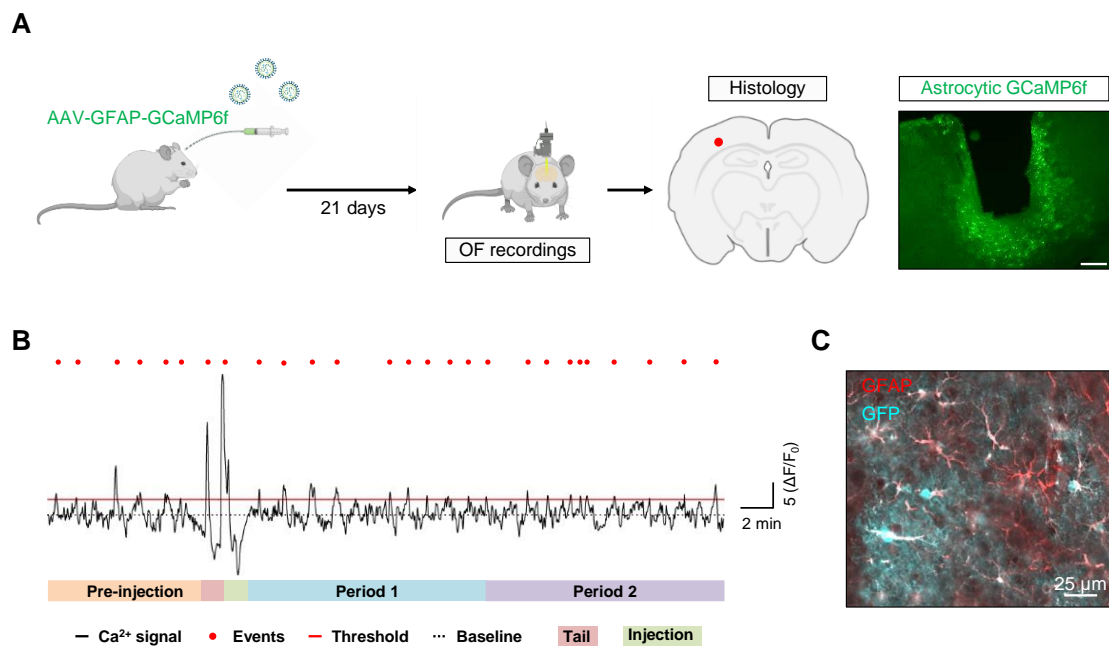 A
AAV-GFAP-GCaMP6f
21 days
OF recordings
Histology
Astrocytic GCaMP6f
B
5 (ΔF/F₀)
2 min
Pre-injection
Period 1
Period 2
Ca²⁺ signal
Events
Threshold
Baseline
Tail
Injection
C
GFAP
GFP
25 µm